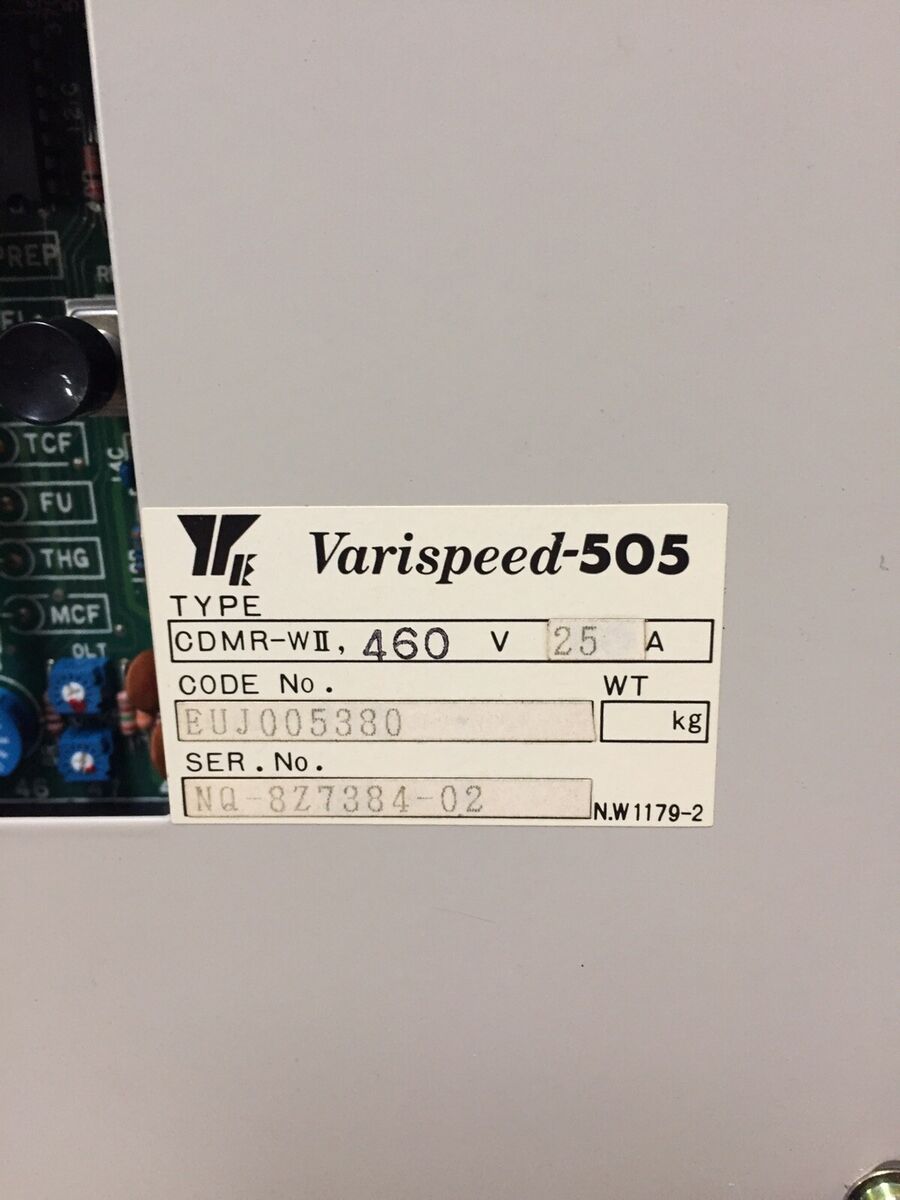 PREP
TCF
FU
THG
MCF
OLT
Varispeed-505
TYPE
CDMR-WⅡ, 460 V 25 A
CODE No. WT
EUJ005380 kg
SER.No.
NQ-8Z7384-02 N.W1179-2